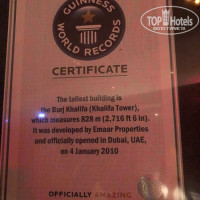 GUINNESS
WORLD RECORDS
CERTIFICATE
The tallest building is
the Burj Khalifa (Khalifa Tower),
which measures 828 m (2,716 ft 6 in).
It was developed by Emaar Properties
and officially opened in Dubai, UAE,
on 4 January 2010
OFFICIALLY AMAZING
TOP Hotels